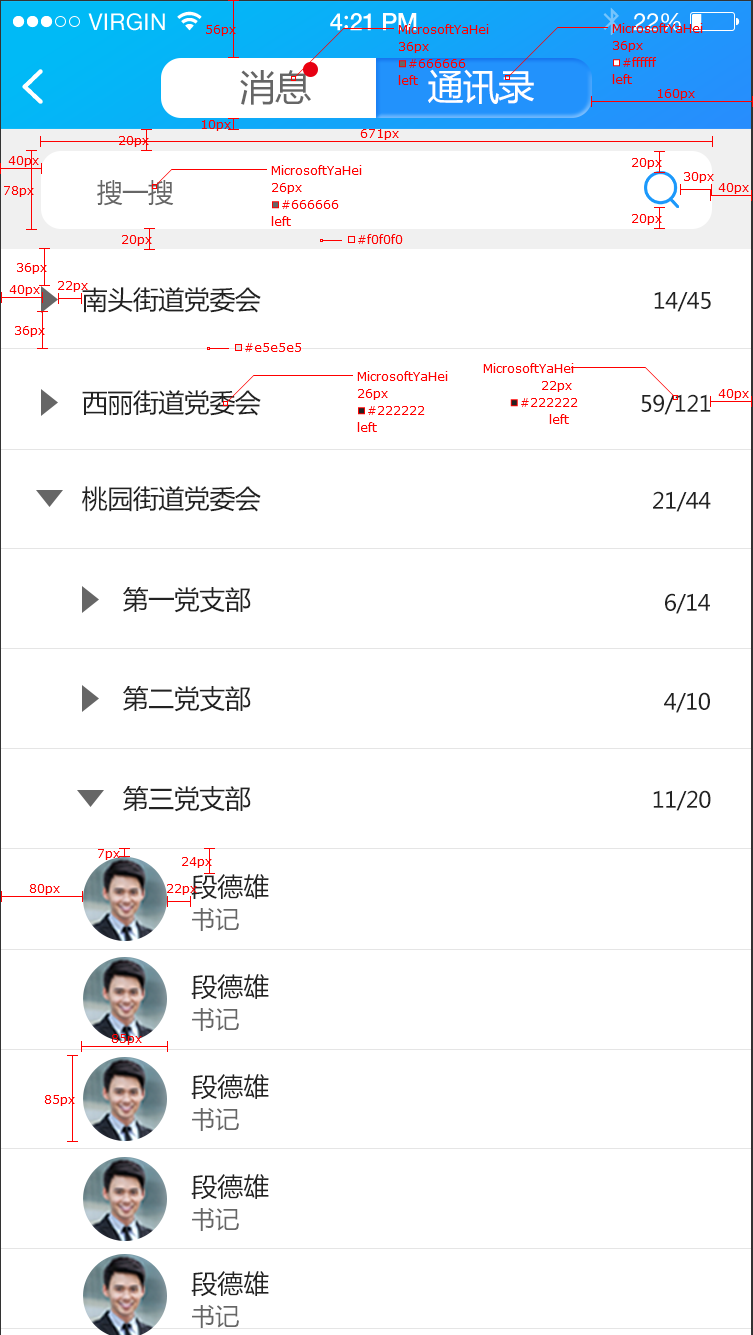 VIRGIN 4:21 PM 22%
56px
MicrosoftYaHei
36px
#666666
left
MicrosoftYaHei
36px
#ffffff
left
消息
通讯录
160px
10px
20px
671px
40px
78px
搜一搜
MicrosoftYaHei
26px
#666666
left
20px
30px
40px
20px
20px
#f0f0f0
36px
40px
22px
南头街道党委会
14/45
36px
#e5e5e5
西丽街道党委会
MicrosoftYaHei
26px
#222222
left
MicrosoftYaHei
22px
#222222
left
59/121
40px
桃园街道党委会
21/44
第一党支部
6/14
第二党支部
4/10
第三党支部
11/20
7px
24px
80px
22px
段德雄
书记
段德雄
书记
85px
85px
段德雄
书记
段德雄
书记
段德雄
书记